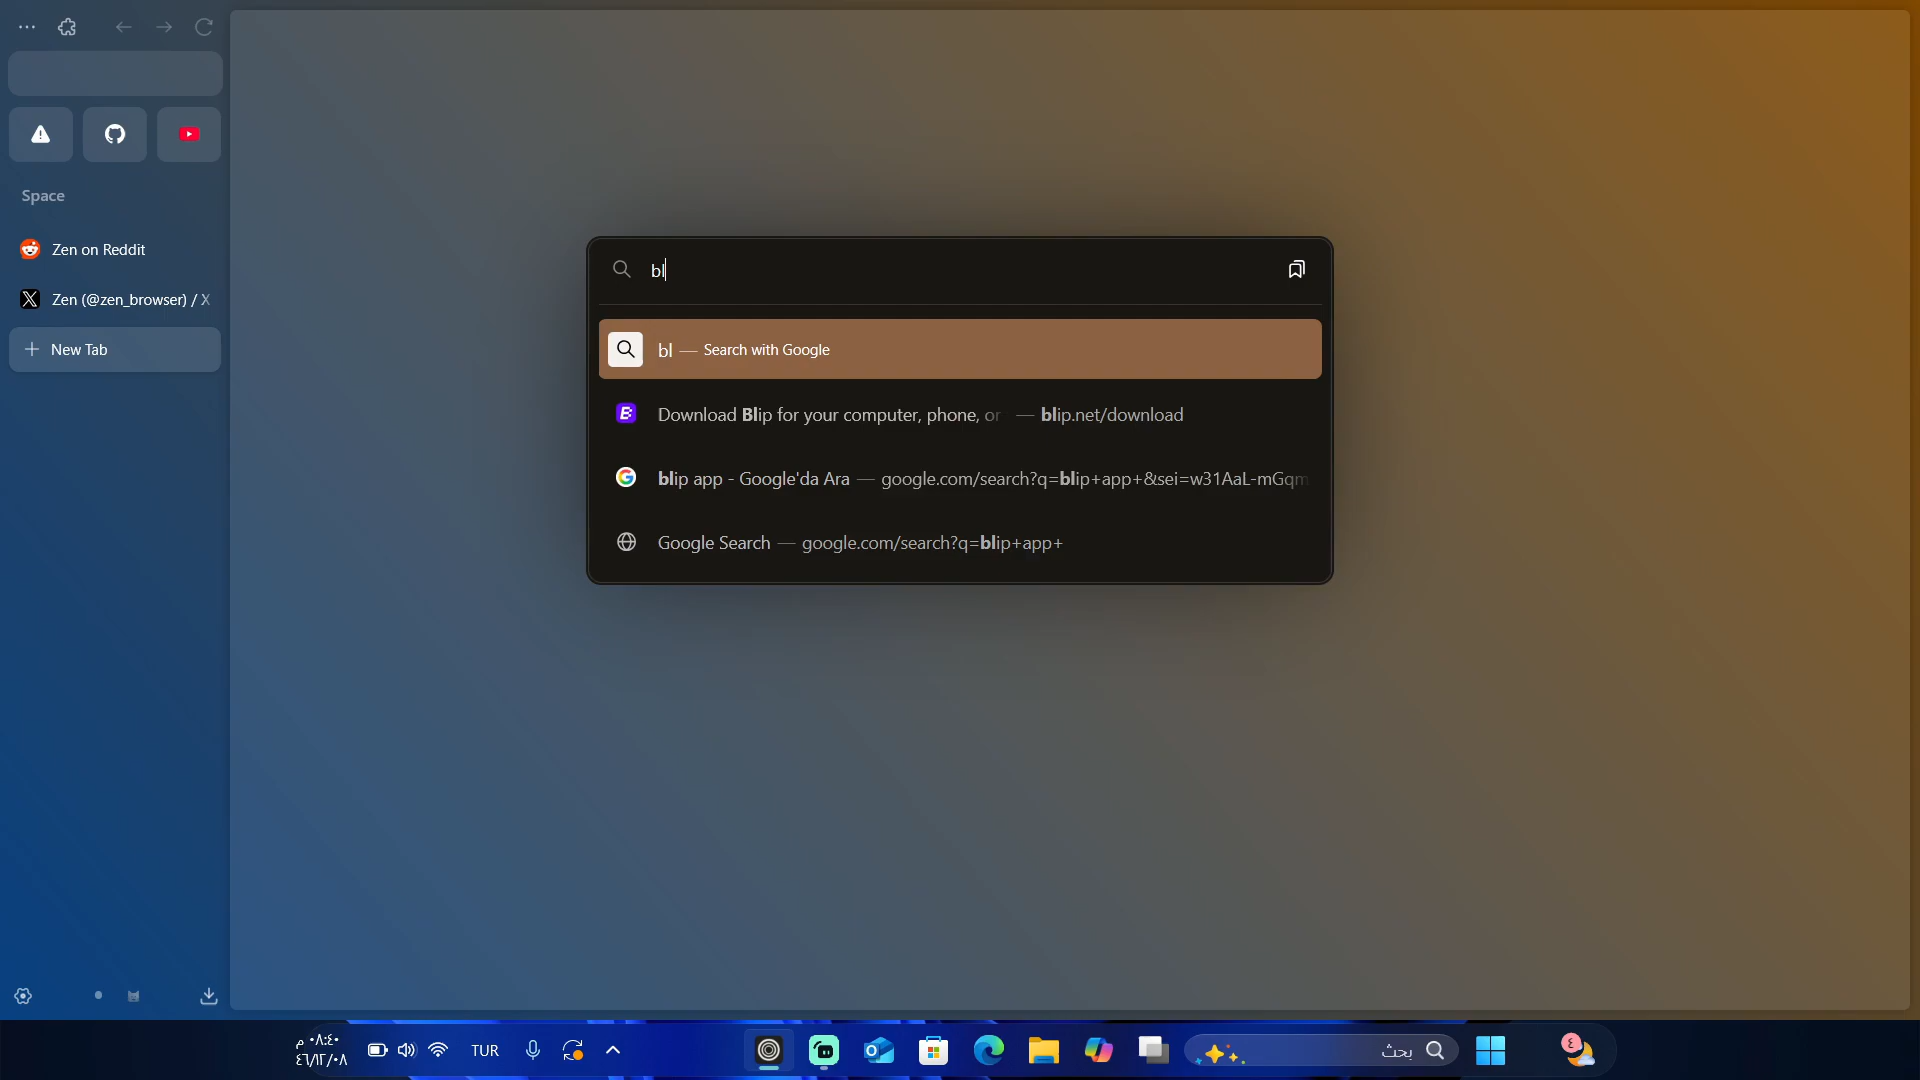 Space
Zen on Reddit
Zen (@zen_browser) / X
New Tab
bl
bl — Search with Google
Download Blip for your computer, phone, or — blip.net/download
blip app - Google'da Ara — google.com/search?q=blip+app+&sei=w31AaL-mGqm
Google Search — google.com/search?q=blip+app+
٠٨:٤٠ م
٤٦/١٢/٠٨
TUR
بحث
٤